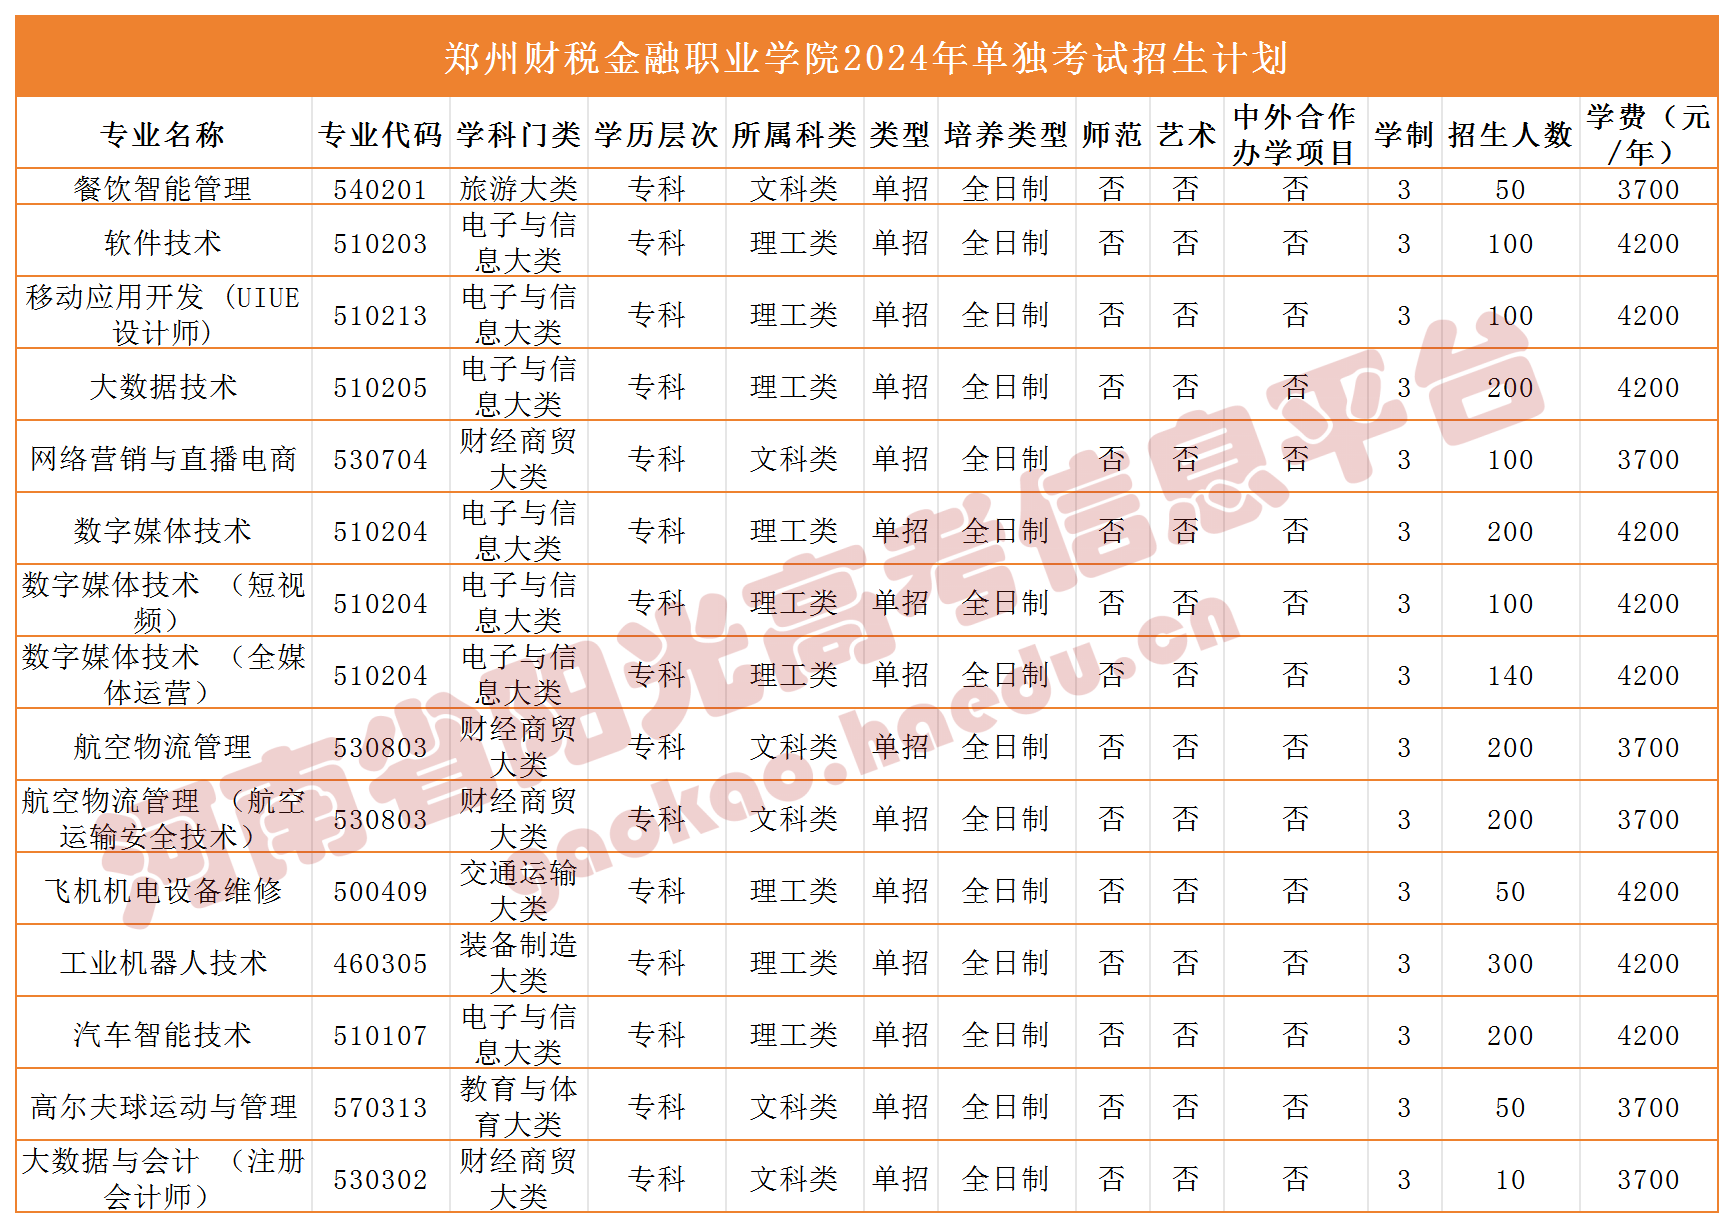 郑州财税金融职业学院2024年单独考试招生计划
专业名称 专业代码 学科门类 学历层次 所属科类 类型 培养类型 师范 艺术 中外合作办学项目 学制 招生人数 学费（元/年）
餐饮智能管理 540201 旅游大类 专科 文科类 单招 全日制 否 否 否 3 50 3700
软件技术 510203 电子与信息大类 专科 理工类 单招 全日制 否 否 否 3 100 4200
移动应用开发 (UIUE设计师) 510213 电子与信息大类 专科 理工类 单招 全日制 否 否 否 3 100 4200
大数据技术 510205 电子与信息大类 专科 理工类 单招 全日制 否 否 否 3 200 4200
网络营销与直播电商 530704 财经商贸大类 专科 文科类 单招 全日制 否 否 否 3 100 3700
数字媒体技术 510204 电子与信息大类 专科 理工类 单招 全日制 否 否 否 3 200 4200
数字媒体技术 （短视频） 510204 电子与信息大类 专科 理工类 单招 全日制 否 否 否 3 100 4200
数字媒体技术 （全媒体运营） 510204 电子与信息大类 专科 理工类 单招 全日制 否 否 否 3 140 4200
航空物流管理 530803 财经商贸大类 专科 文科类 单招 全日制 否 否 否 3 200 3700
航空物流管理 （航空运输安全技术） 530803 财经商贸大类 专科 文科类 单招 全日制 否 否 否 3 200 3700
飞机机电设备维修 500409 交通运输大类 专科 理工类 单招 全日制 否 否 否 3 50 4200
工业机器人技术 460305 装备制造大类 专科 理工类 单招 全日制 否 否 否 3 300 4200
汽车智能技术 510107 电子与信息大类 专科 理工类 单招 全日制 否 否 否 3 200 4200
高尔夫球运动与管理 570313 教育与体育大类 专科 文科类 单招 全日制 否 否 否 3 50 3700
大数据与会计 （注册会计师） 530302 财经商贸大类 专科 文科类 单招 全日制 否 否 否 3 10 3700
河南省阳光高考信息平台
gaokao.haedu.cn